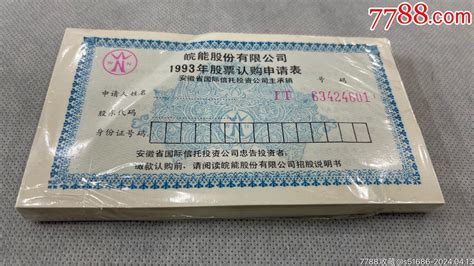 7788.com
皖能股份有限公司
1993年股票认购申请表
安徽省国际信托投资公司主承销
号码
申请人姓名
IT 63424601
股东代码
身份证号码
安徽省国际信托投资公司忠告投资者:
缴款认购前,请阅读皖能股份有限公司招股说明书
7788收藏@s51686-2024.04.13